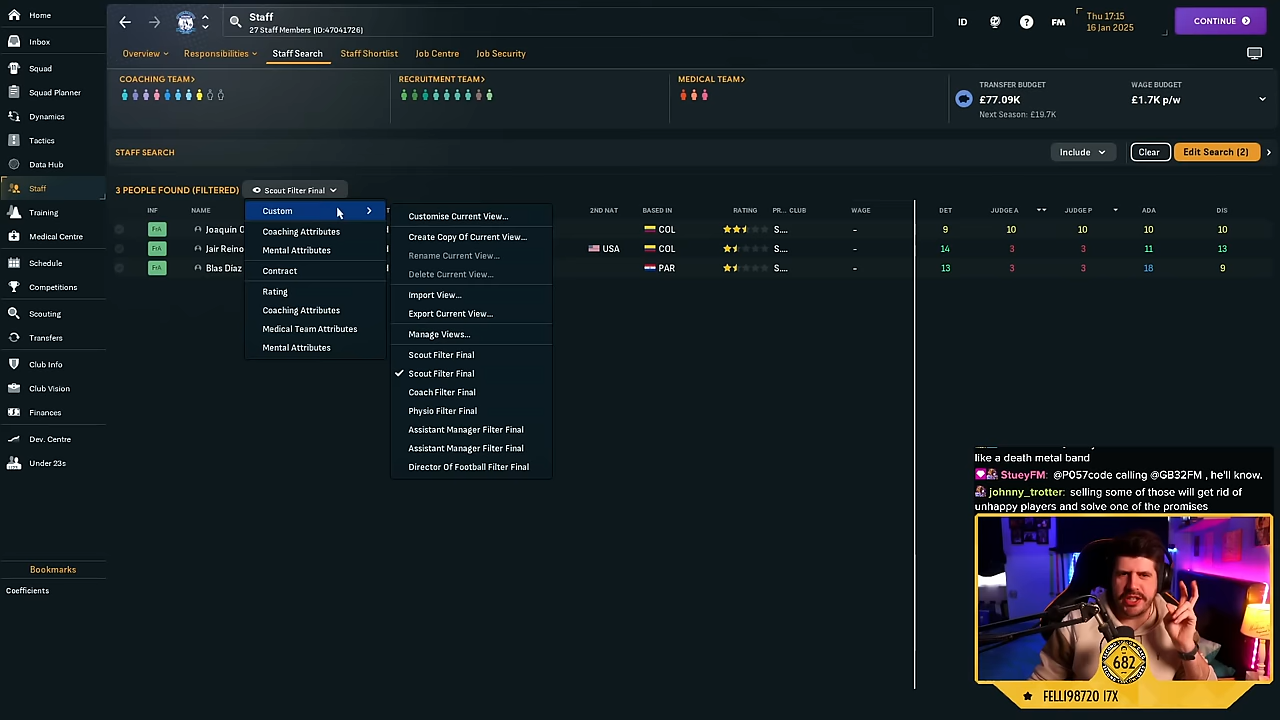 Home
Inbox
Squad
Squad Planner
Dynamics
Tactics
Data Hub
Staff
Training
Medical Centre
Schedule
Competitions
Scouting
Transfers
Club Info
Club Vision
Finances
Dev. Centre
Under 23s
Bookmarks
Coefficients
Staff
27 Staff Members (ID:47041726)
ID
FM
Thu 17:15
16 Jan 2025
CONTINUE
Overview
Responsibilities
Staff Search
Staff Shortlist
Job Centre
Job Security
COACHING TEAM>
RECRUITMENT TEAM>
MEDICAL TEAM>
TRANSFER BUDGET
£77.09K
Next Season: £19.7K
WAGE BUDGET
£1.7K p/w
STAFF SEARCH
Include
Clear
Edit Search (2)
3 PEOPLE FOUND (FILTERED)
Scout Filter Final
INF NAME 2ND NAT BASED IN RATING PR... CLUB WAGE DET JUDGE A JUDGE P ADA DIS
FrA Joaquín COL S... - 9 10 10 10 10
FrA Jair Reino USA COL S... - 14 3 3 11 13
FrA Blas Díaz PAR S... - 13 3 3 18 9
Custom
Coaching Attributes
Mental Attributes
Contract
Rating
Coaching Attributes
Medical Team Attributes
Mental Attributes
Customise Current View...
Create Copy Of Current View...
Rename Current View...
Delete Current View...
Import View...
Export Current View...
Manage Views...
Scout Filter Final
Scout Filter Final
Coach Filter Final
Physio Filter Final
Assistant Manager Filter Final
Assistant Manager Filter Final
Director Of Football Filter Final
like a death metal band
StueyFM: @P057code calling @GB32FM , he'll know.
johnny_trotter: selling some of those will get rid of
unhappy players and solve one of the promises
682
FELLI98720 17X